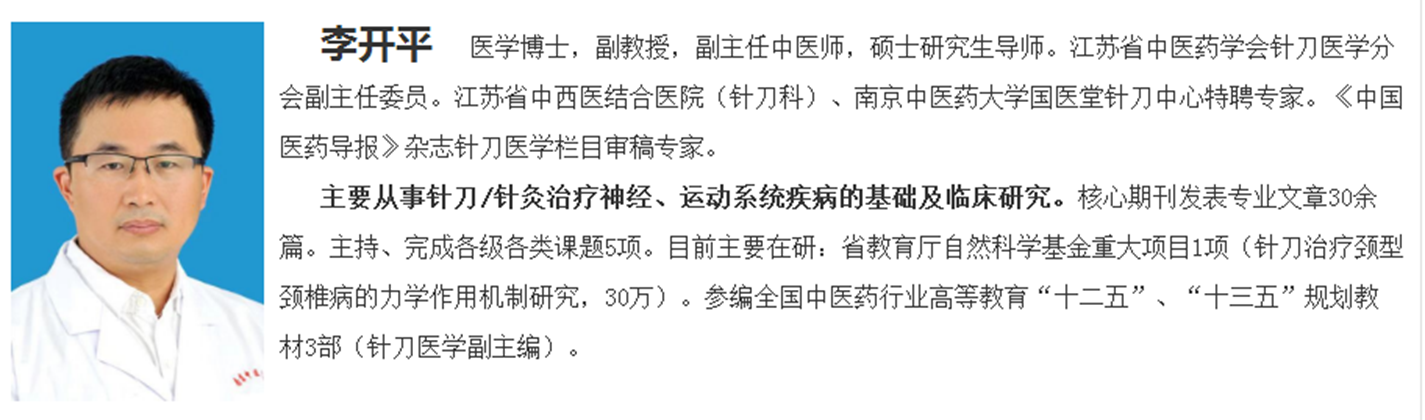 李开平 医学博士，副教授，副主任中医师，硕士研究生导师。江苏省中医药学会针刀医学分
会副主任委员。江苏省中西医结合医院（针刀科）、南京中医药大学国医堂针刀中心特聘专家。《中国
医药导报》杂志针刀医学栏目审稿专家。
主要从事针刀/针灸治疗神经、运动系统疾病的基础及临床研究。核心期刊发表专业文章30余
篇。主持、完成各级各类课题5项。目前主要在研：省教育厅自然科学基金重大项目1项（针刀治疗颈型
颈椎病的力学作用机制研究，30万）。参编全国中医药行业高等教育“十二五”、“十三五”规划教
材3部（针刀医学副主编）。